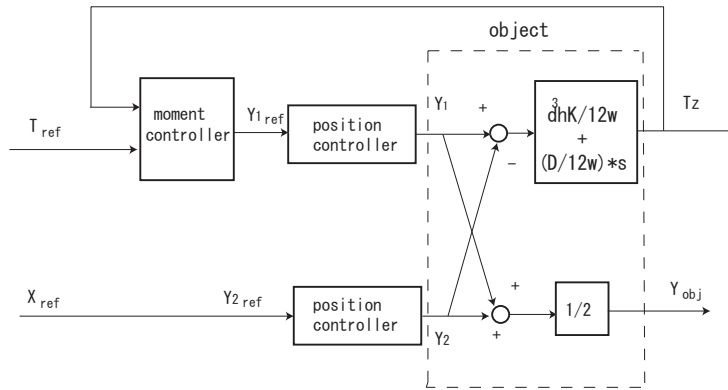 object
moment
controller
T ref
Y1 ref
position
controller
Y1
+
−
3
dhK/12w
+
(D/12w)*s
Tz
X ref
Y2 ref
position
controller
Y2
+
+
1/2
Y obj